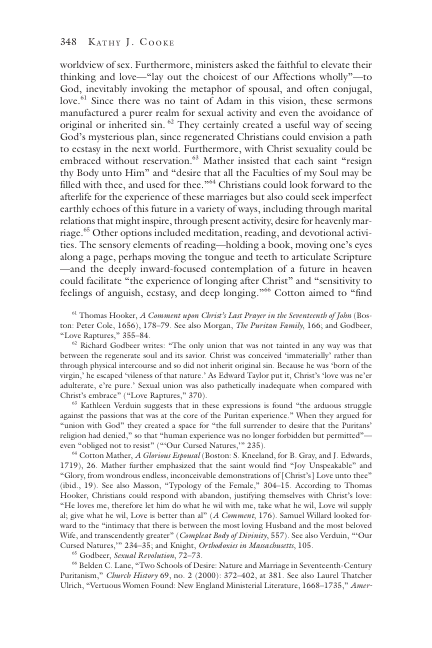 348 KATHY J. COOKE
worldview of sex. Furthermore, ministers asked the faithful to elevate their
thinking and love—“lay out the choicest of our Affections wholly”—to
God, inevitably invoking the metaphor of spousal, and often conjugal,
love.61 Since there was no taint of Adam in this vision, these sermons
manufactured a purer realm for sexual activity and even the avoidance of
original or inherited sin. 62 They certainly created a useful way of seeing
God’s mysterious plan, since regenerated Christians could envision a path
to ecstasy in the next world. Furthermore, with Christ sexuality could be
embraced without reservation.63 Mather insisted that each saint “resign
thy Body unto Him” and “desire that all the Faculties of my Soul may be
filled with thee, and used for thee.”64 Christians could look forward to the
afterlife for the experience of these marriages but also could seek imperfect
earthly echoes of this future in a variety of ways, including through marital
relations that might inspire, through present activity, desire for heavenly mar-
riage.65 Other options included meditation, reading, and devotional activi-
ties. The sensory elements of reading—holding a book, moving one’s eyes
along a page, perhaps moving the tongue and teeth to articulate Scripture
—and the deeply inward-focused contemplation of a future in heaven
could facilitate “the experience of longing after Christ” and “sensitivity to
feelings of anguish, ecstasy, and deep longing.”66 Cotton aimed to “find
61 Thomas Hooker, A Comment upon Christ’s Last Prayer in the Seventeenth of John (Bos-
ton: Peter Cole, 1656), 178–79. See also Morgan, The Puritan Family, 166; and Godbeer,
“Love Raptures,” 355–84.
62 Richard Godbeer writes: “The only union that was not tainted in any way was that
between the regenerate soul and its savior. Christ was conceived ‘immaterially’ rather than
through physical intercourse and so did not inherit original sin. Because he was ‘born of the
virgin,’ he escaped ‘vileness of that nature.’ As Edward Taylor put it, Christ’s ‘love was ne’er
adulterate, e’re pure.’ Sexual union was also pathetically inadequate when compared with
Christ’s embrace” (“Love Raptures,” 370).
63 Kathleen Verduin suggests that in these expressions is found “the arduous struggle
against the passions that was at the core of the Puritan experience.” When they argued for
“union with God” they created a space for “the full surrender to desire that the Puritans’
religion had denied,” so that “human experience was no longer forbidden but permitted”—
even “obliged not to resist” (“‘Our Cursed Natures,’” 235).
64 Cotton Mather, A Glorious Espousal (Boston: S. Kneeland, for B. Gray, and J. Edwards,
1719), 26. Mather further emphasized that the saint would find “Joy Unspeakable” and
“Glory, from wondrous endless, inconceivable demonstrations of [Christ’s] Love unto thee”
(ibid., 19). See also Masson, “Typology of the Female,” 304–15. According to Thomas
Hooker, Christians could respond with abandon, justifying themselves with Christ’s love:
“He loves me, therefore let him do what he wil with me, take what he wil, Love wil supply
al; give what he wil, Love is better than al” (A Comment, 176). Samuel Willard looked for-
ward to the “intimacy that there is between the most loving Husband and the most beloved
Wife, and transcendently greater” (Compleat Body of Divinity, 557). See also Verduin, “‘Our
Cursed Natures,’” 234–35; and Knight, Orthodoxies in Massachusetts, 105.
65 Godbeer, Sexual Revolution, 72–73.
66 Belden C. Lane, “Two Schools of Desire: Nature and Marriage in Seventeenth-Century
Puritanism,” Church History 69, no. 2 (2000): 372–402, at 381. See also Laurel Thatcher
Ulrich, “Vertuous Women Found: New England Ministerial Literature, 1668–1735,” Amer-